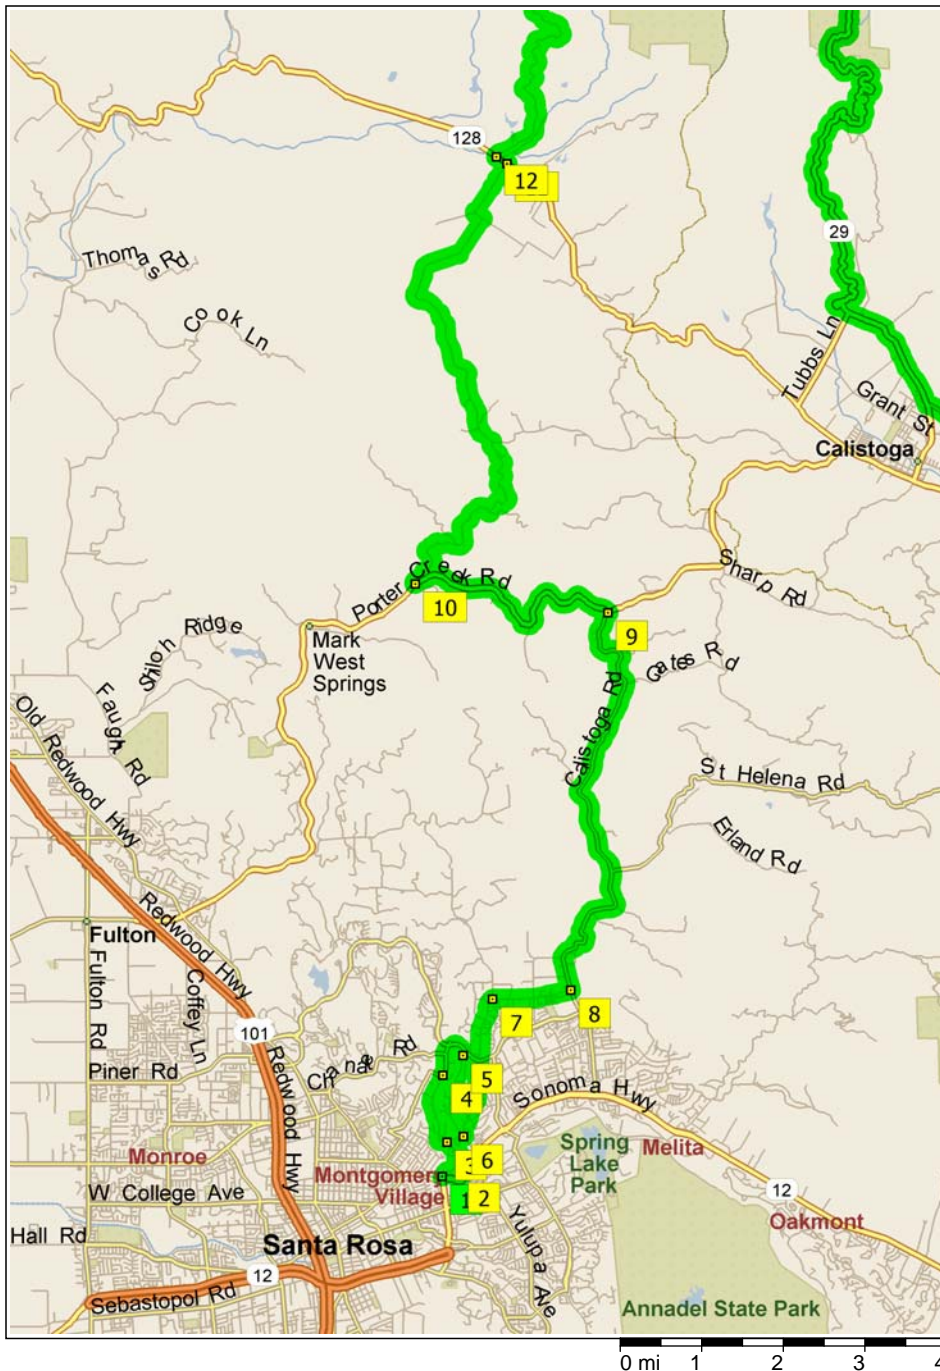 128
12
29
Thomas Rd
Cook Ln
Tubbs Ln
Grant St
Calistoga
Porter Creek Rd
Sharp Rd
10
9
Shiloh Ridge
Mark
West
Springs
Gates Rd
Faught Rd
Calistoga Rd
Old Redwood Hwy
St Helena Rd
Erland Rd
Redwood Hwy
Fulton
Fulton Rd
Coffey Ln
7
8
101
Redwood Hwy
Chanate Rd
Piner Rd
5
4
Sonoma Hwy
Monroe
Spring
Lake
Park
Melita
3
6
Montgomery
Village
W College Ave
1
2
12
Oakmont
Hall Rd
Yulupa Ave
Santa Rosa
12
Sebastopol Rd
Annadel State Park
0 mi 1 2 3 4